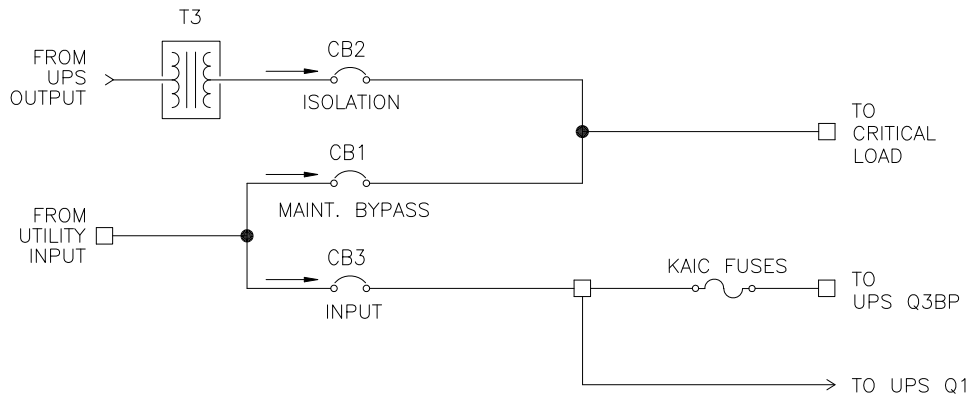 T3
FROM
UPS
OUTPUT
CB2
ISOLATION
TO
CRITICAL
LOAD
CB1
MAINT. BYPASS
FROM
UTILITY
INPUT
CB3
INPUT
KAIC FUSES
TO
UPS Q3BP
TO UPS Q1